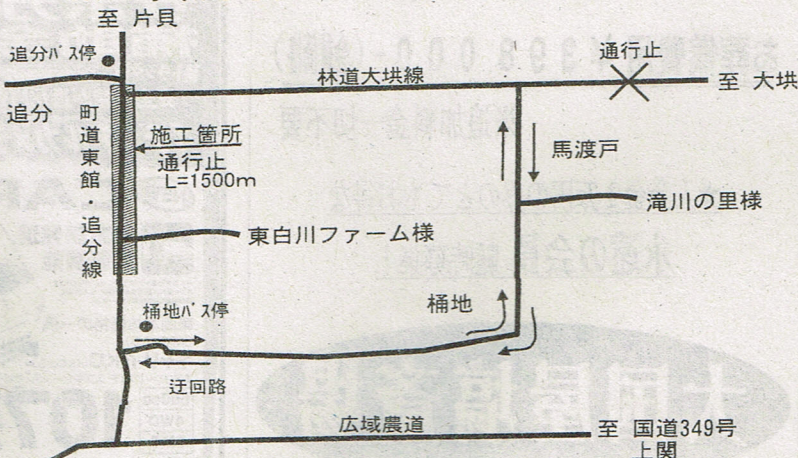 至 片貝
追分ﾊﾞｽ停
通行止
林道大垬線
至 大垬
追分
町道東館・追分線
施工箇所
通行止
L=1500m
馬渡戸
滝川の里様
東白川ファーム様
桶地ﾊﾞｽ停
桶地
迂回路
広域農道
至 国道349号
上関